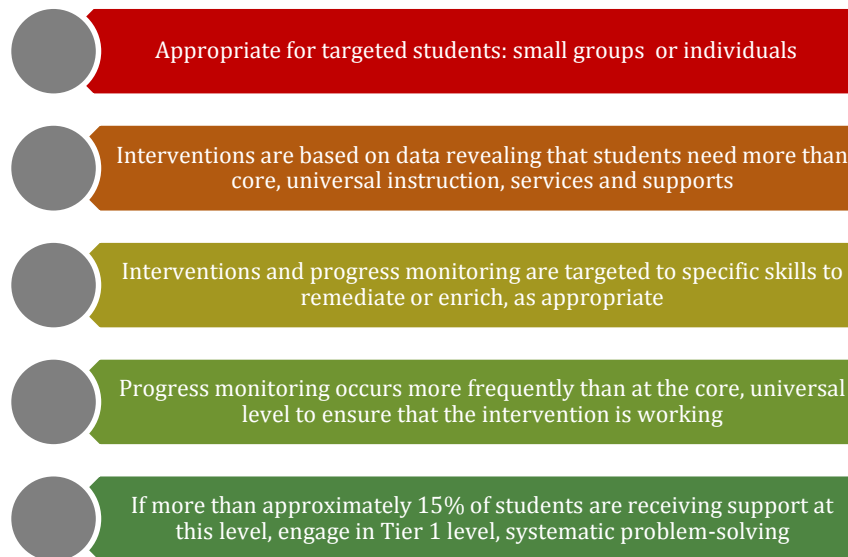 Appropriate for targeted students: small groups or individuals
Interventions are based on data revealing that students need more than
core, universal instruction, services and supports
Interventions and progress monitoring are targeted to specific skills to
remediate or enrich, as appropriate
Progress monitoring occurs more frequently than at the core, universal
level to ensure that the intervention is working
If more than approximately 15% of students are receiving support at
this level, engage in Tier 1 level, systematic problem-solving